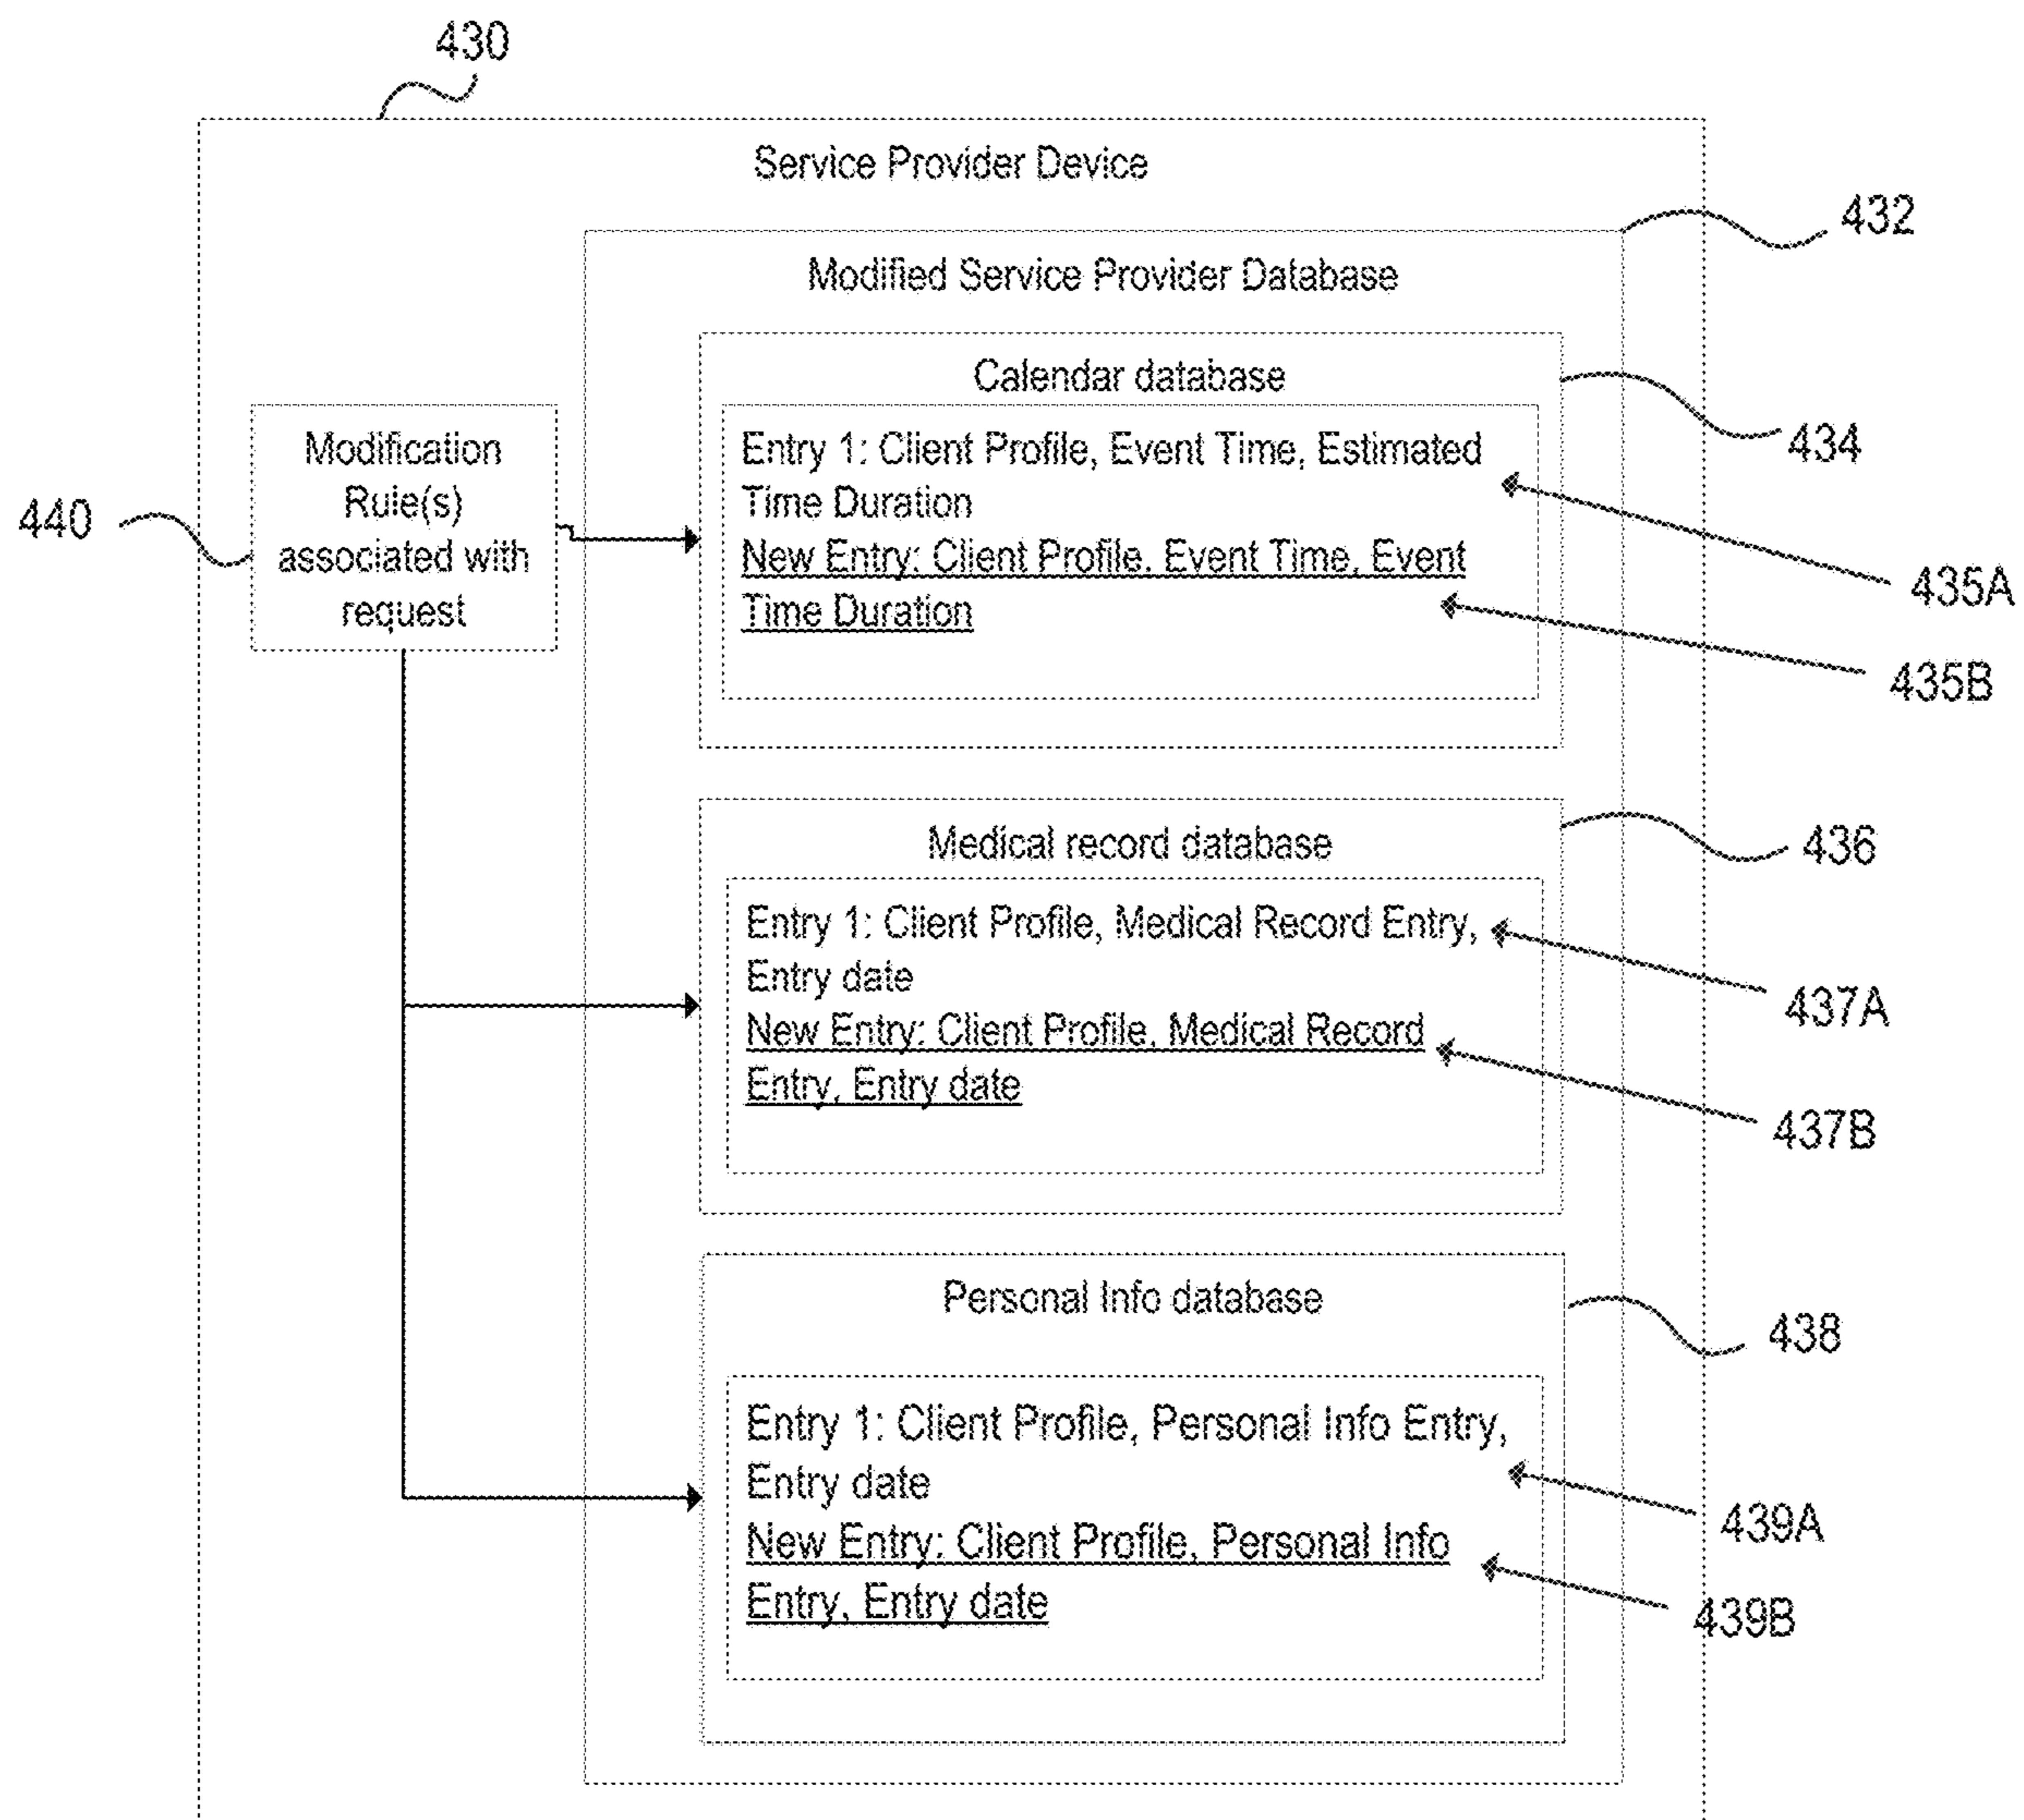 430
Service Provider Device
432
Modified Service Provider Database
Calendar database
434
Modification
Rule(s)
associated with
request
440
Entry 1: Client Profile, Event Time, Estimated
Time Duration
New Entry: Client Profile, Event Time, Event
Time Duration
435A
435B
Medical record database
436
Entry 1: Client Profile, Medical Record Entry,
Entry date
New Entry: Client Profile, Medical Record
Entry, Entry date
437A
437B
Personal Info database
438
Entry 1: Client Profile, Personal Info Entry,
Entry date
New Entry: Client Profile, Personal Info
Entry, Entry date
439A
439B